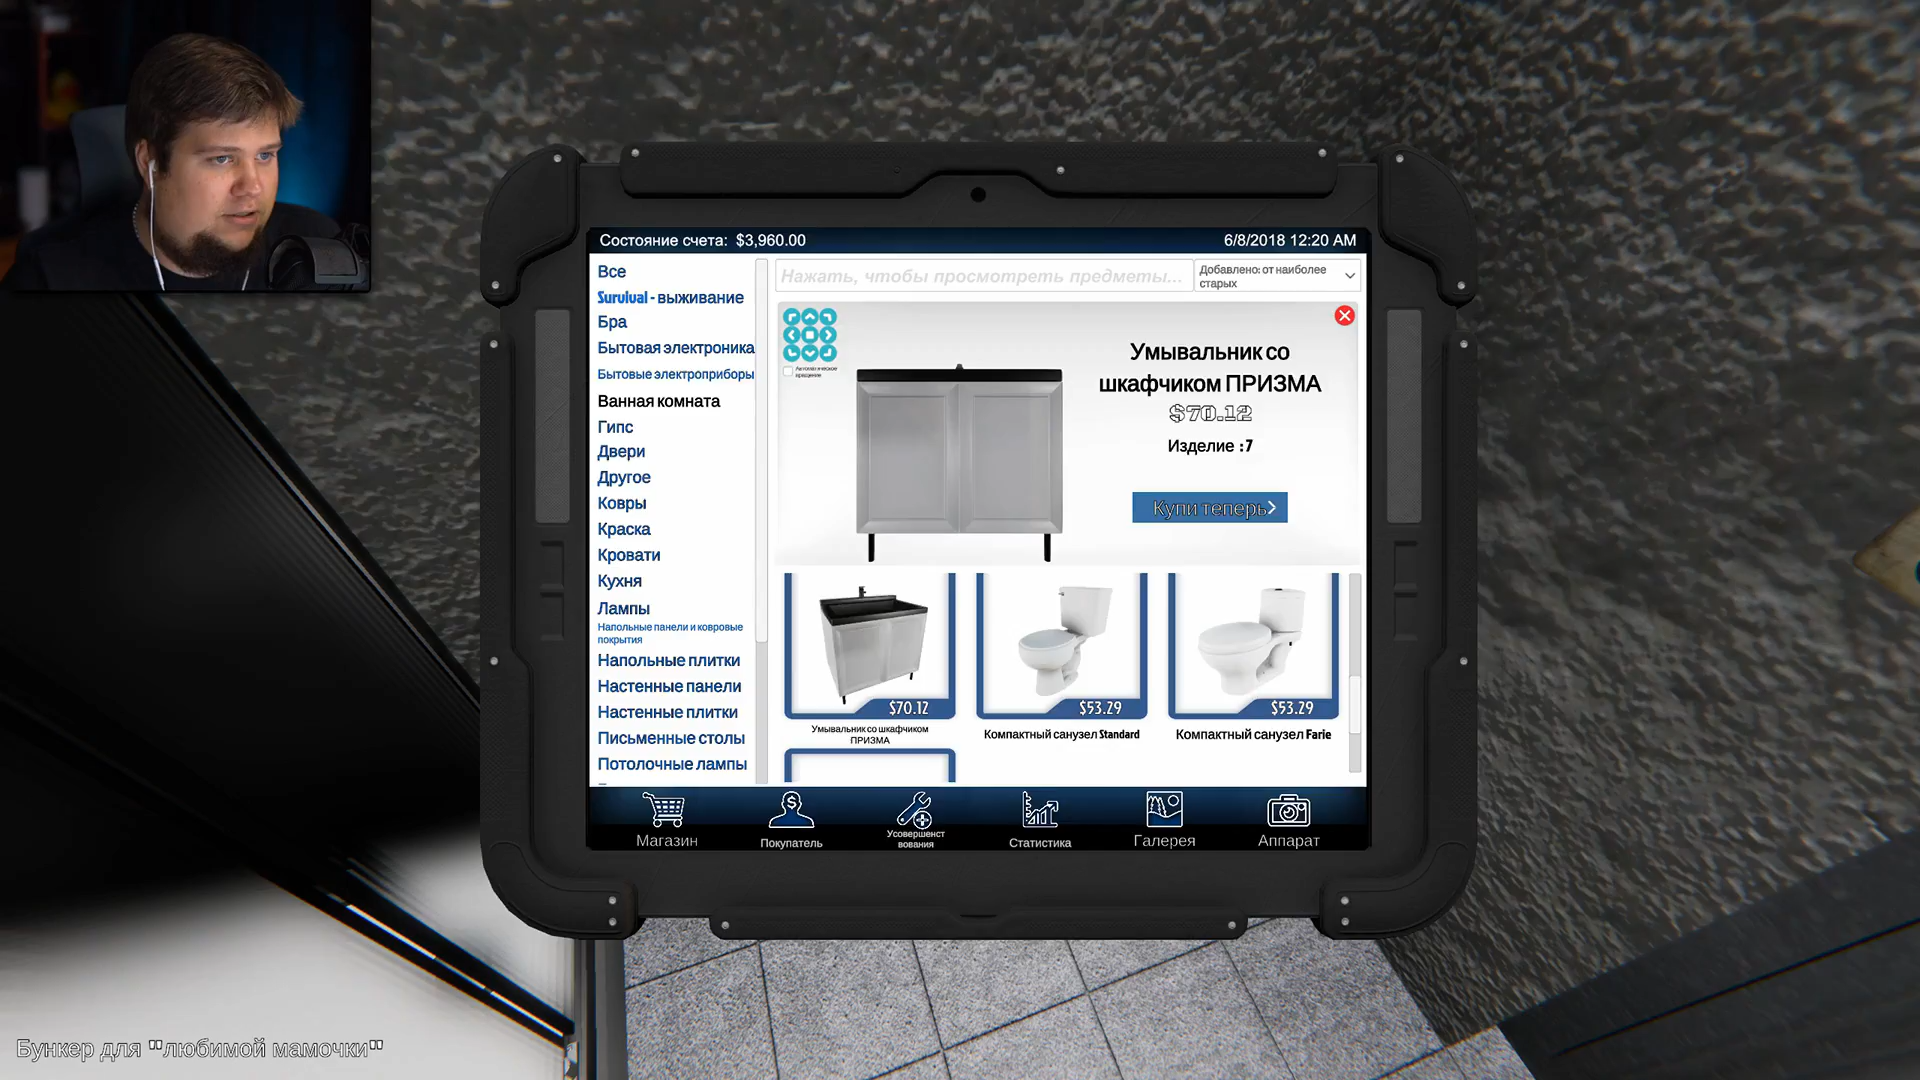 Состояние счета: $3,960.00
6/8/2018 12:20 AM
Все
Survival - выживание
Бра
Бытовая электроника
Бытовые электроприборы
Ванная комната
Гипс
Двери
Другое
Ковры
Краска
Кровати
Кухня
Лампы
Напольные панели и ковровые
покрытия
Напольные плитки
Настенные панели
Настенные плитки
Письменные столы
Потолочные лампы
Нажать, чтобы просмотреть предметы...
Добавлено: от наиболее
старых
Автоматическое
вращение
Умывальник со
шкафчиком ПРИЗМА
$70.12
Изделие :7
Купи теперь
$70.12
Умывальник со шкафчиком
ПРИЗМА
$53.29
Компактный санузел Standard
$53.29
Компактный санузел Farie
Магазин
Покупатель
Усовершенст
вования
Статистика
Галерея
Аппарат
Бункер для "любимой мамочки"